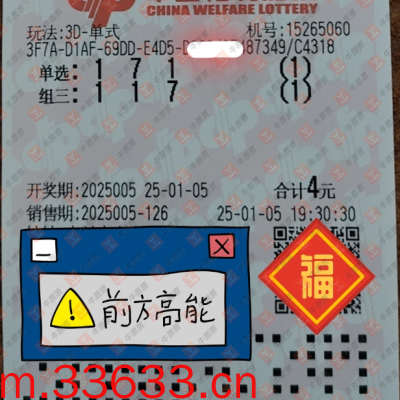 CHINA WELFARE LOTTERY
玩法:3D-单式 机号:15265060
3F7A-D1AF-69DD-E4D5-D 87349/C4318
单选: 1 7 1 (1)
组三: 1 1 7 (1)
开奖期:2025005 25-01-05 合计4元
销售期:2025005-126 25-01-05 19:30:30
福
前方高能
m.33633.cn